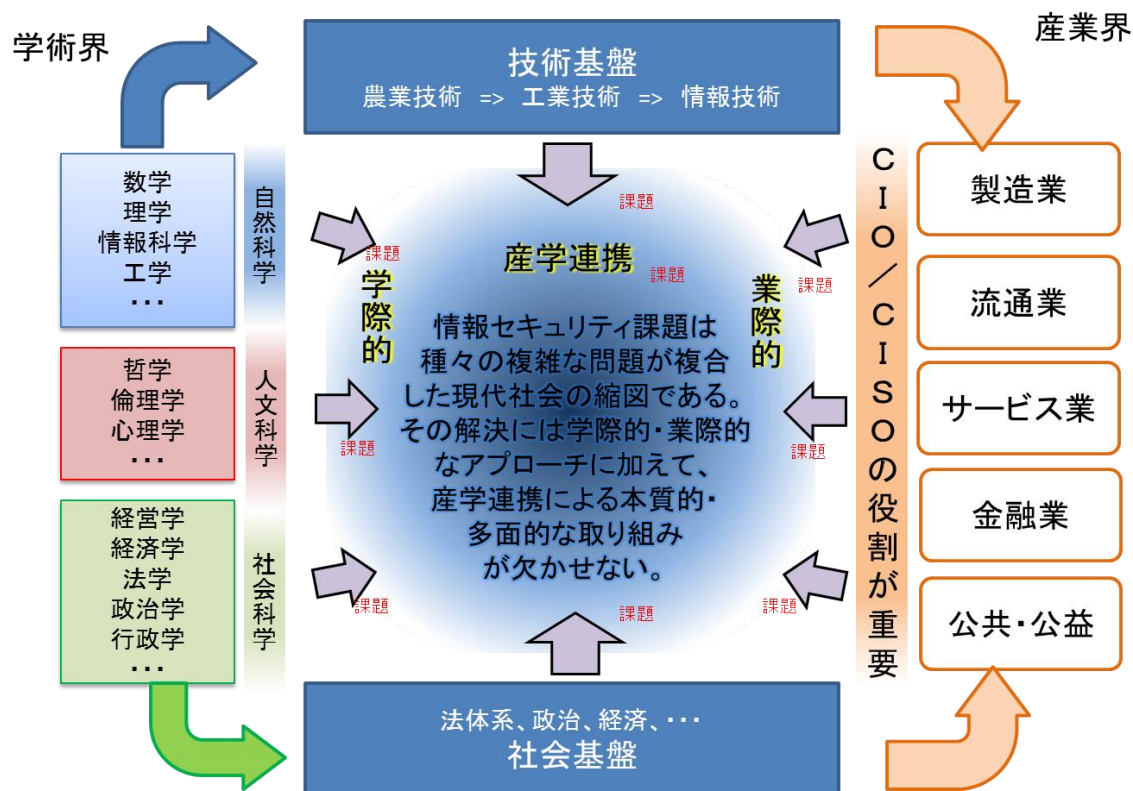 学術界
産業界
技術基盤
農業技術 => 工業技術 => 情報技術
数学
理学
情報科学
工学
・・・
自然科学
哲学
倫理学
心理学
・・・
人文科学
経営学
経済学
法学
政治学
行政学
・・・
社会科学
課題
課題
学際的
産学連携
課題
業際的
課題
情報セキュリティ課題は
種々の複雑な問題が複合
した現代社会の縮図である。
その解決には学際的・業際的
なアプローチに加えて、
産学連携による本質的・
多面的な取り組み
が欠かせない。
課題
課題
課題
課題
課題
CIO/CISOの役割が重要
製造業
流通業
サービス業
金融業
公共・公益
法体系、政治、経済、・・・
社会基盤